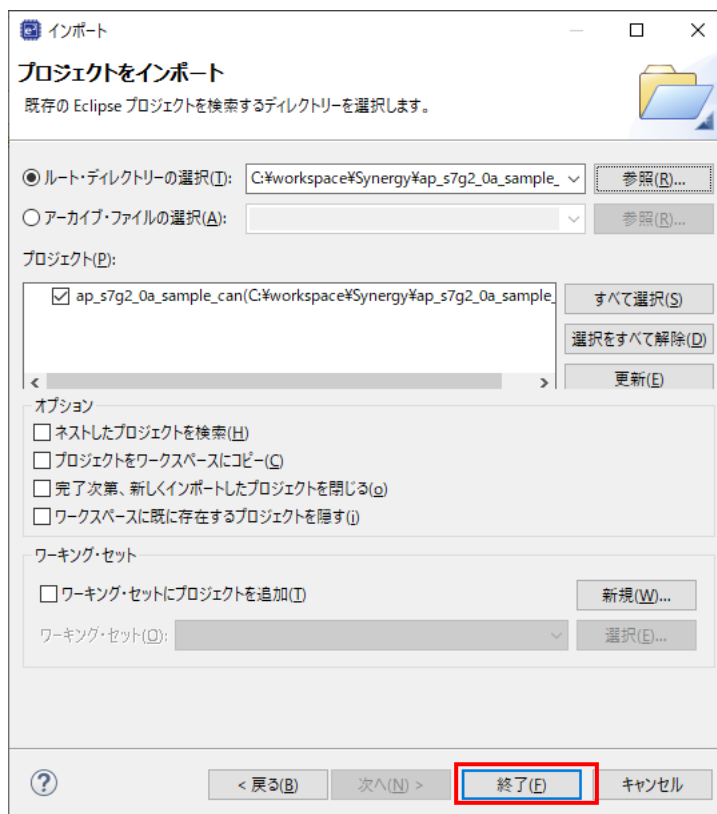 インポート
プロジェクトをインポート
既存の Eclipse プロジェクトを検索するディレクトリーを選択します。
ルート・ディレクトリーの選択(T): C:¥workspace¥Synergy¥ap_s7g2_0a_sample_ 参照(R)...
アーカイブ・ファイルの選択(A): 参照(R)...
プロジェクト(P):
ap_s7g2_0a_sample_can(C:¥workspace¥Synergy¥ap_s7g2_0a_sample_ すべて選択(S)
選択をすべて解除(D)
更新(E)
オプション
ネストしたプロジェクトを検索(H)
プロジェクトをワークスペースにコピー(C)
完了次第、新しくインポートしたプロジェクトを閉じる(o)
ワークスペースに既に存在するプロジェクトを隠す(i)
ワーキング・セット
ワーキング・セットにプロジェクトを追加(T) 新規(W)...
ワーキング・セット(O): 選択(E)...
< 戻る(B) 次へ(N) > 終了(F) キャンセル